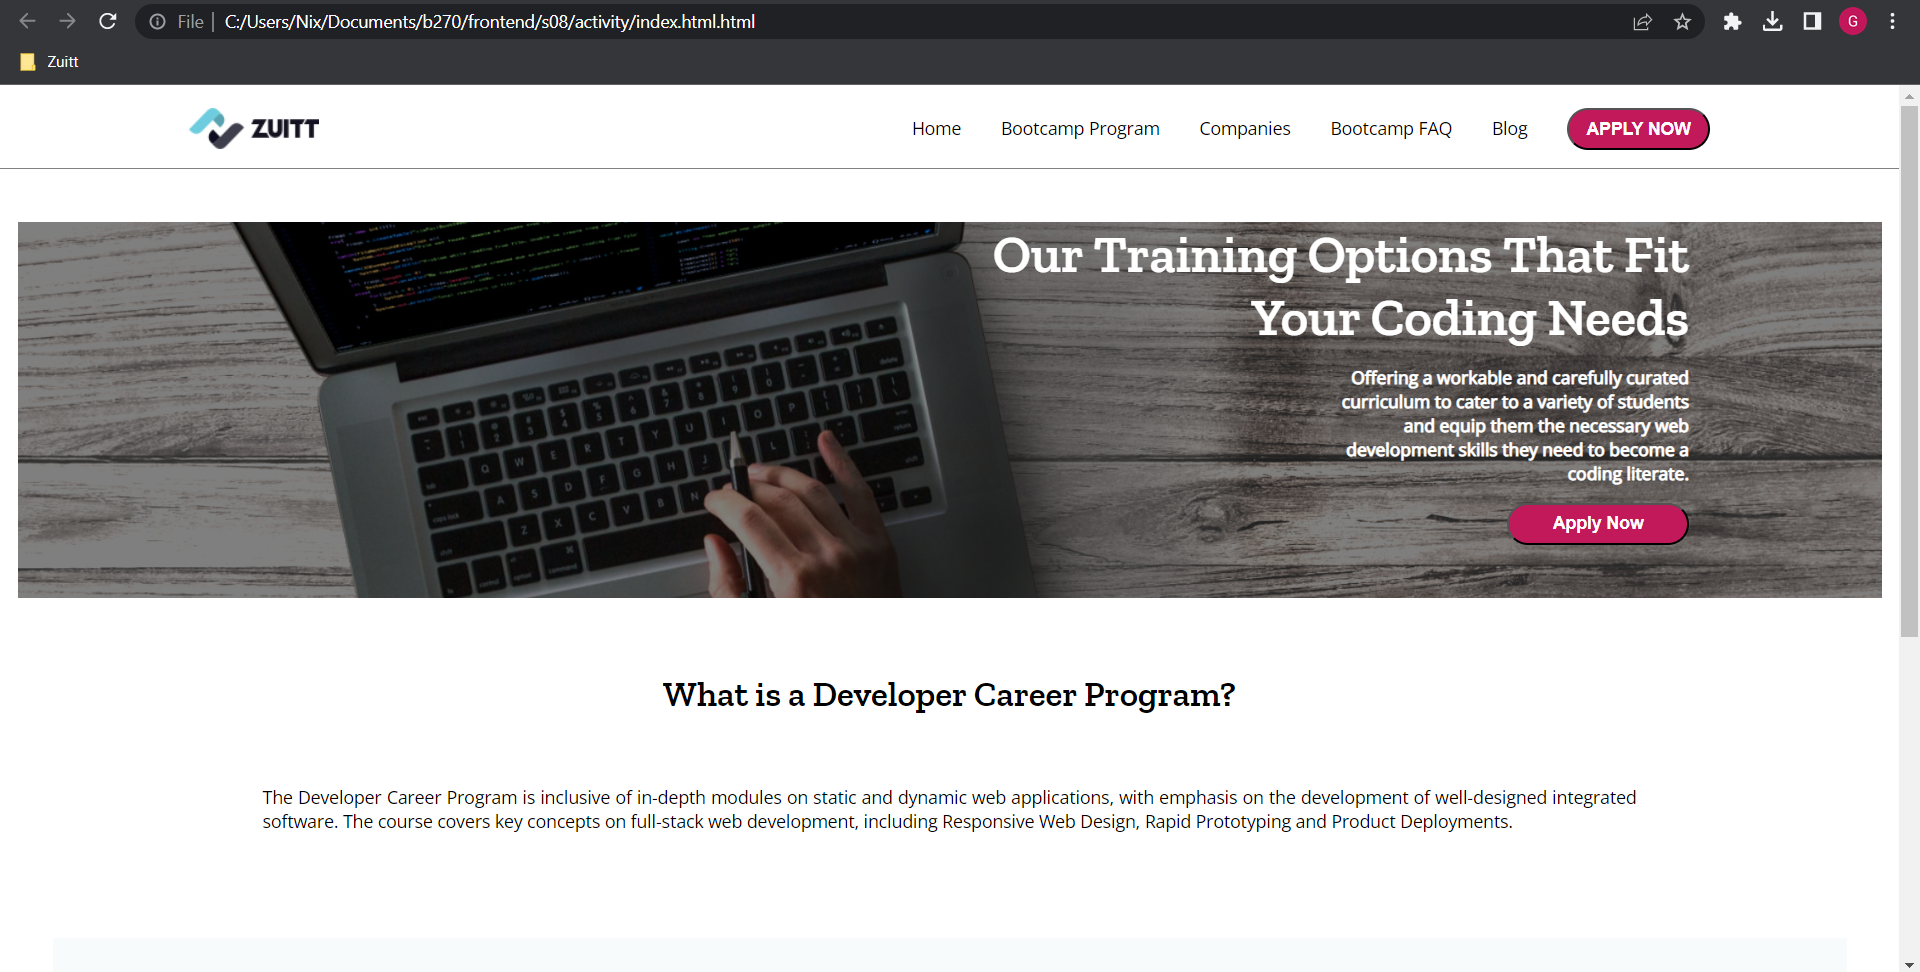 File | C:/Users/Nix/Documents/b270/frontend/s08/activity/index.html.html
G
Zuitt
ZUITT
Home Bootcamp Program Companies Bootcamp FAQ Blog APPLY NOW
Our Training Options That Fit
Your Coding Needs
Offering a workable and carefully curated
curriculum to cater to a variety of students
and equip them the necessary web
development skills they need to become a
coding literate.
Apply Now
What is a Developer Career Program?
The Developer Career Program is inclusive of in-depth modules on static and dynamic web applications, with emphasis on the development of well-designed integrated
software. The course covers key concepts on full-stack web development, including Responsive Web Design, Rapid Prototyping and Product Deployments.